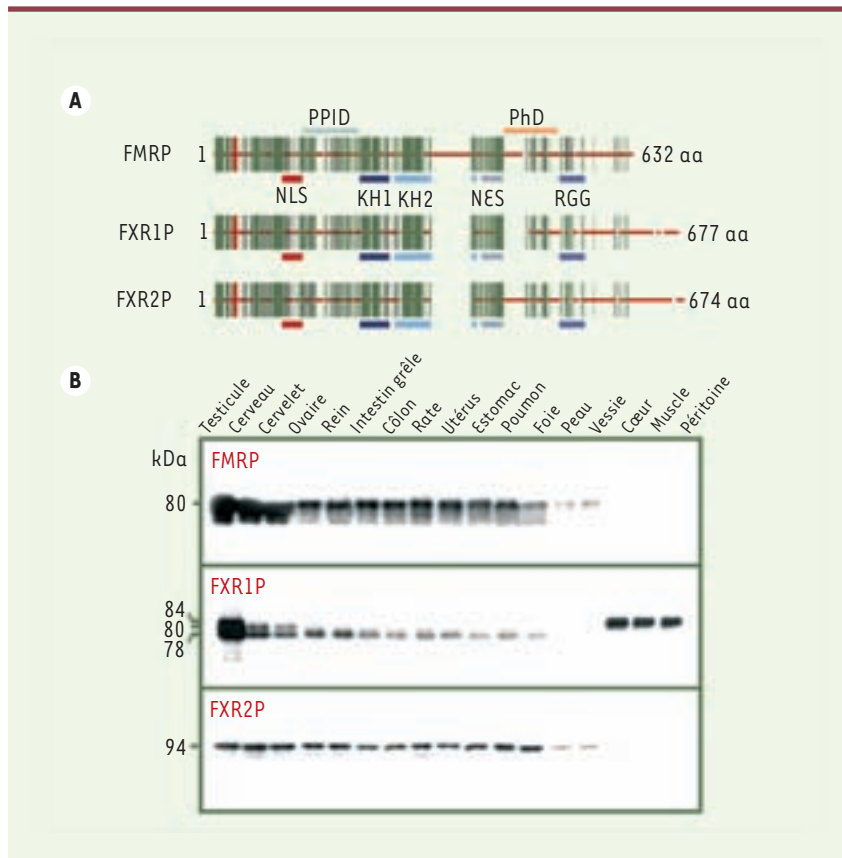 A
PPID PhD
FMRP 1 632 aa
NLS KH1 KH2 NES RGG
FXR1P 1 677 aa
FXR2P 1 674 aa
B
Testicule Cerveau Cervelet Ovaire Rein Intestin grêle Côlon Rate Utérus Estomac Poumon Foie Peau Vessie Cœur Muscle Péritoine
kDa
FMRP
80
FXR1P
84
80
78
FXR2P
94